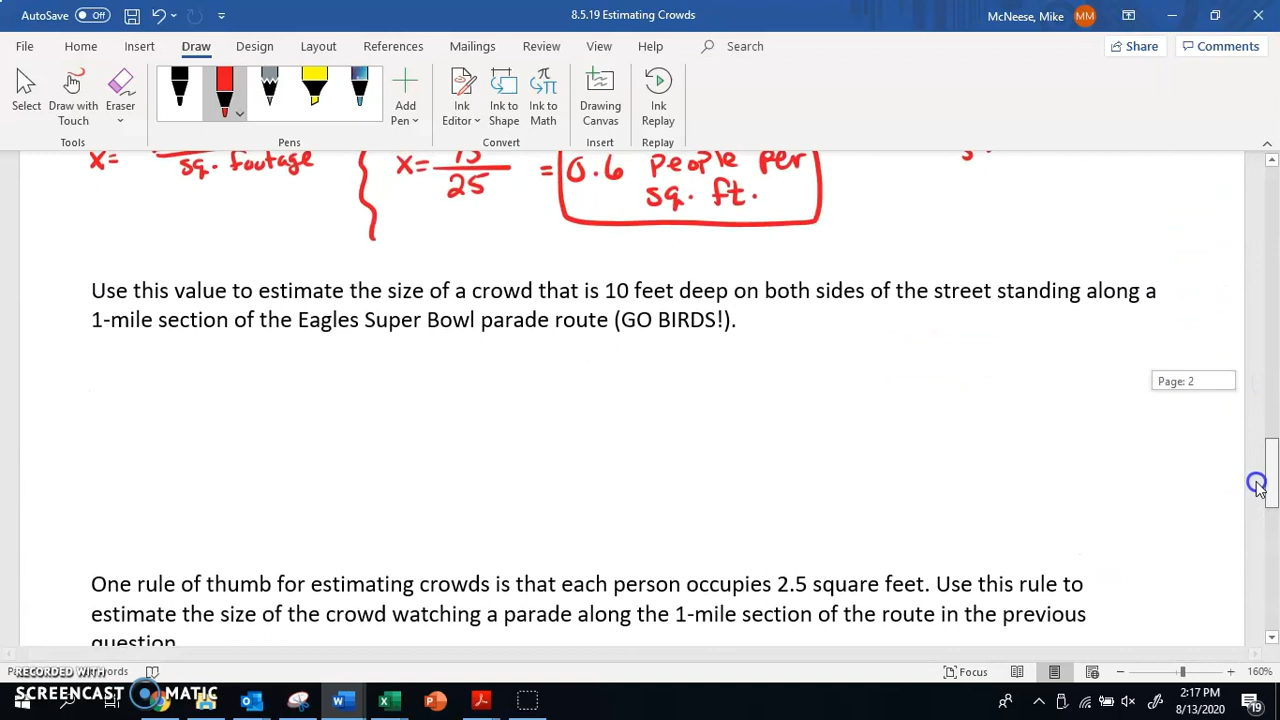 AutoSave Off
8.5.19 Estimating Crowds
McNeese, Mike MM
File Home Insert Draw Design Layout References Mailings Review View Help Search Share Comments
Select Draw with Touch Eraser Add Pen Ink Editor Ink to Shape Ink to Math Drawing Canvas Ink Replay
Tools Pens Convert Insert Replay
x= sq. footage
x= 15/25 = 0.6 people per
sq. ft.
Use this value to estimate the size of a crowd that is 10 feet deep on both sides of the street standing along a
1-mile section of the Eagles Super Bowl parade route (GO BIRDS!).
Page: 2
One rule of thumb for estimating crowds is that each person occupies 2.5 square feet. Use this rule to
estimate the size of the crowd watching a parade along the 1-mile section of the route in the previous
question.
Focus 160%
RECORDED WITH
SCREENCAST MATIC
2:17 PM
8/13/2020
19